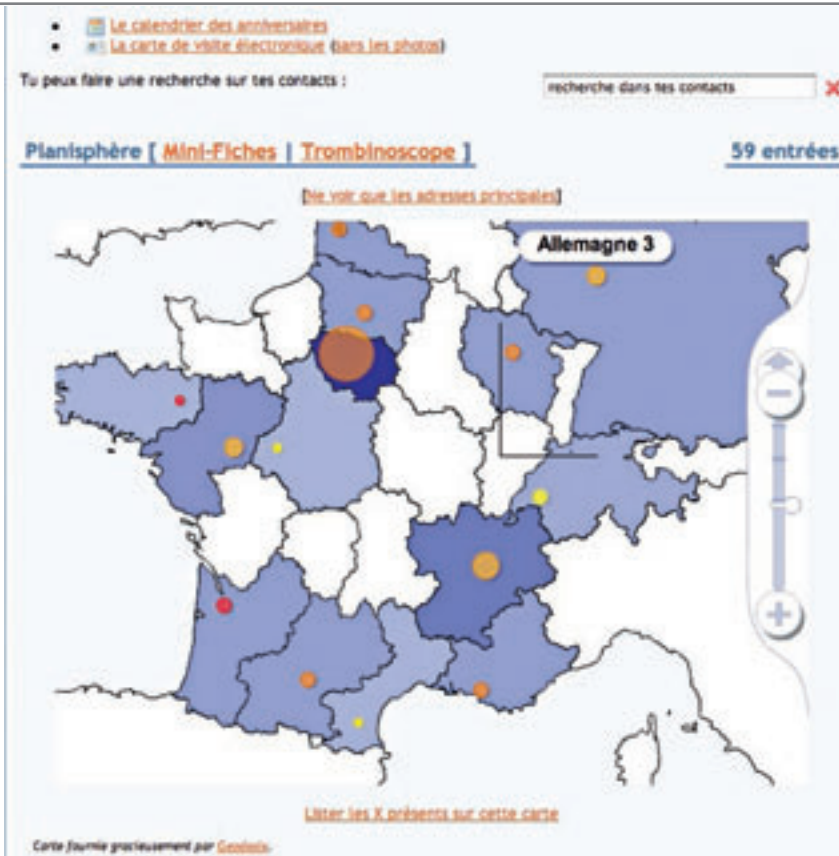 Le calendrier des anniversaires
La carte de visite électronique (sans les photos)
Tu peux faire une recherche sur tes contacts :
recherche dans tes contacts
Planisphère [ Mini-Fiches | Trombinoscope ]
59 entrées
[Ne voir que les adresses principales]
Allemagne 3
Lister les X présents sur cette carte
Carte fournie gracieusement par